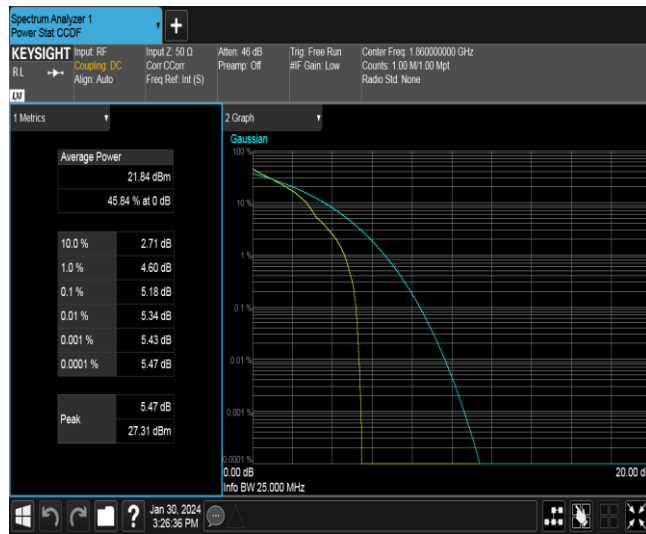 Spectrum Analyzer 1
Power Stat CCDF
+
KEYSIGHT Input: RF Input Z: 50 Ω Atten: 46 dB Trig: Free Run Center Freq: 1.860000000 GHz
RL Coupling: DC Corr CCorr Preamp: Off #IF Gain: Low Counts: 1.00 M/1.00 Mpt
Align: Auto Freq Ref: Int (S) Radio Std: None
LXI
1 Metrics
Average Power
21.84 dBm
45.84 % at 0 dB
10.0 % 2.71 dB
1.0 % 4.60 dB
0.1 % 5.18 dB
0.01 % 5.34 dB
0.001 % 5.43 dB
0.0001 % 5.47 dB
Peak 5.47 dB
27.31 dBm
2 Graph
Gaussian
100 %
10 %
1 %
0.1 %
0.01 %
0.001 %
0.0001 %
0.00 dB 20.00 d
Info BW 25.000 MHz
? Jan 30, 2024
3:26:36 PM